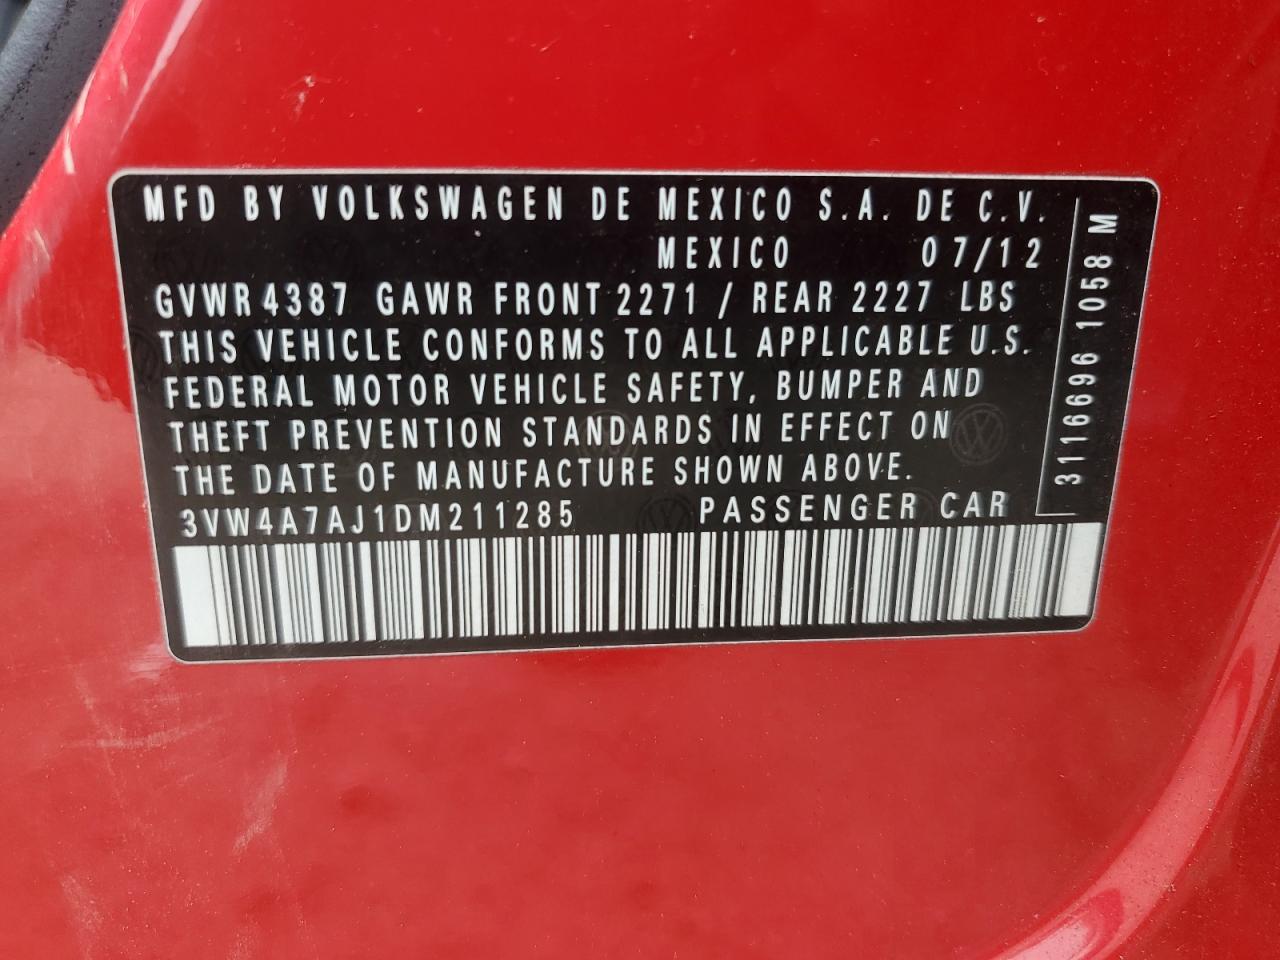 MFD BY VOLKSWAGEN DE MEXICO S.A. DE C.V.
MEXICO 07/12
GVWR 4387 GAWR FRONT 2271 / REAR 2227 LBS
THIS VEHICLE CONFORMS TO ALL APPLICABLE U.S.
FEDERAL MOTOR VEHICLE SAFETY, BUMPER AND
THEFT PREVENTION STANDARDS IN EFFECT ON
THE DATE OF MANUFACTURE SHOWN ABOVE.
3VW4A7AJ1DM211285 PASSENGER CAR
3116696 1058 M